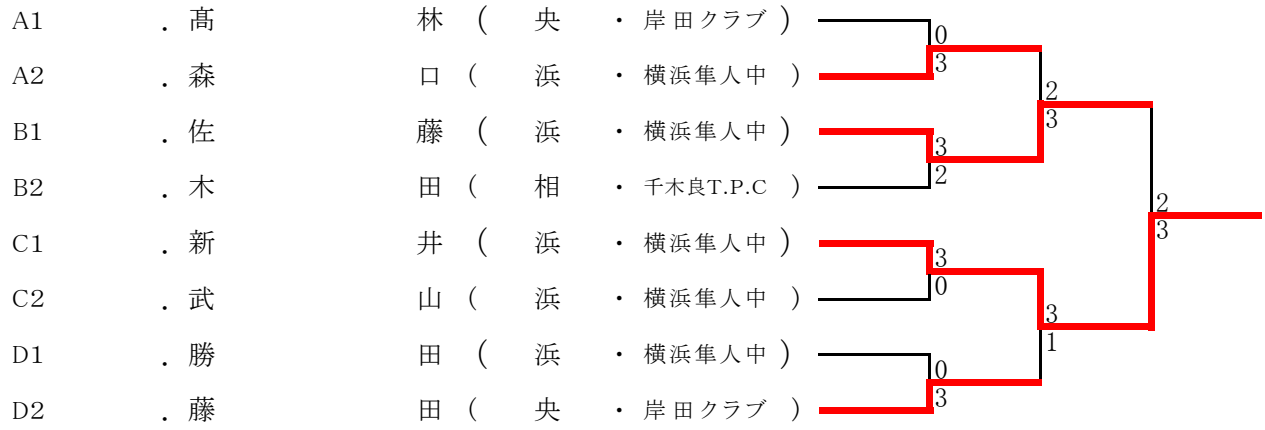 A1 . 髙 林 ( 央 ・ 岸田クラブ )
0
A2 . 森 口 ( 浜 ・ 横浜隼人中 )
3
2
B1 . 佐 藤 ( 浜 ・ 横浜隼人中 )
3
3
B2 . 木 田 ( 相 ・ 千木良T.P.C )
2
2
C1 . 新 井 ( 浜 ・ 横浜隼人中 )
3
3
C2 . 武 山 ( 浜 ・ 横浜隼人中 )
0
3
D1 . 勝 田 ( 浜 ・ 横浜隼人中 )
1
0
D2 . 藤 田 ( 央 ・ 岸田クラブ )
3